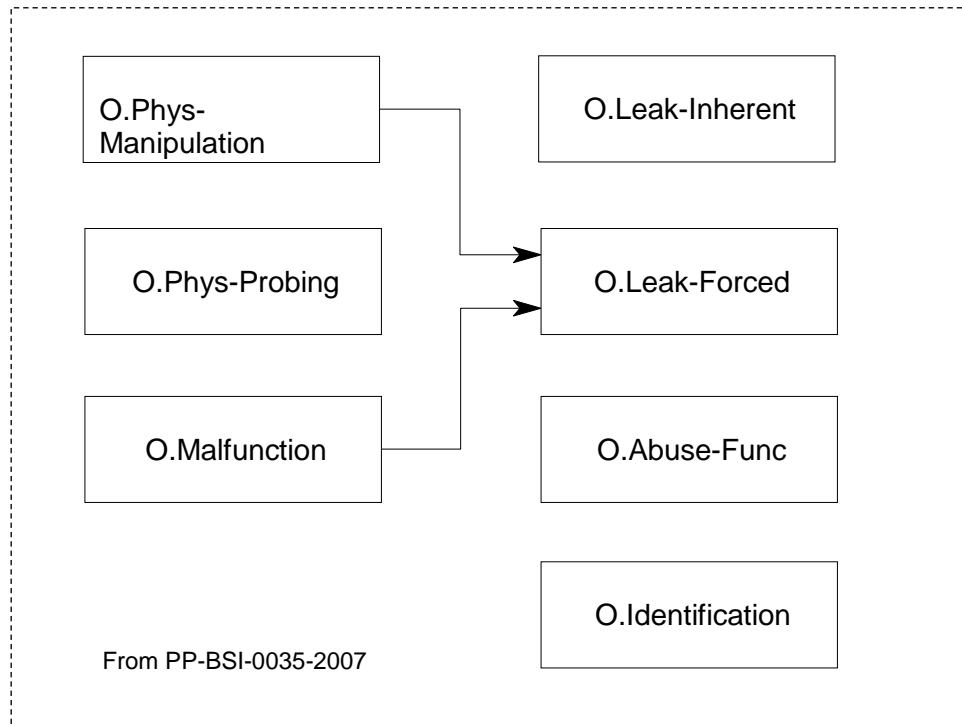 O.Phys-
Manipulation
O.Leak-Inherent
O.Phys-Probing
O.Leak-Forced
O.Malfunction
O.Abuse-Func
O.Identification
From PP-BSI-0035-2007